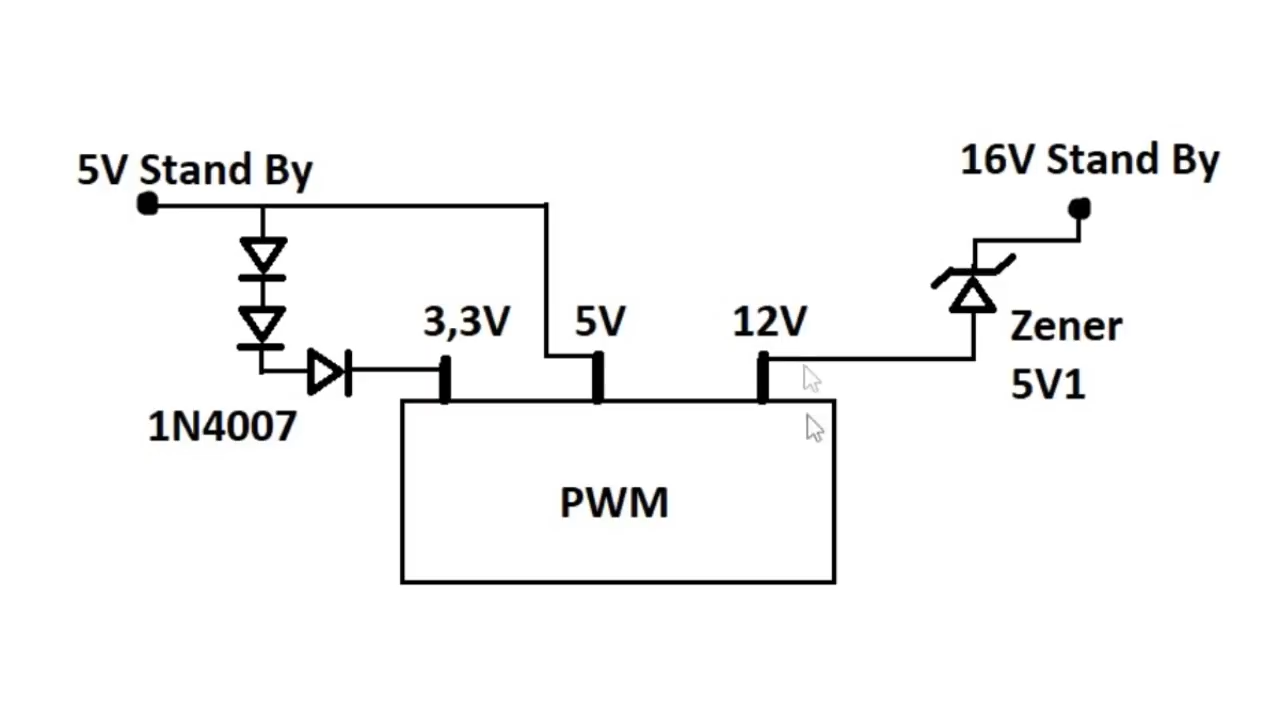 5V Stand By
16V Stand By
3,3V
5V
12V
Zener
5V1
1N4007
PWM